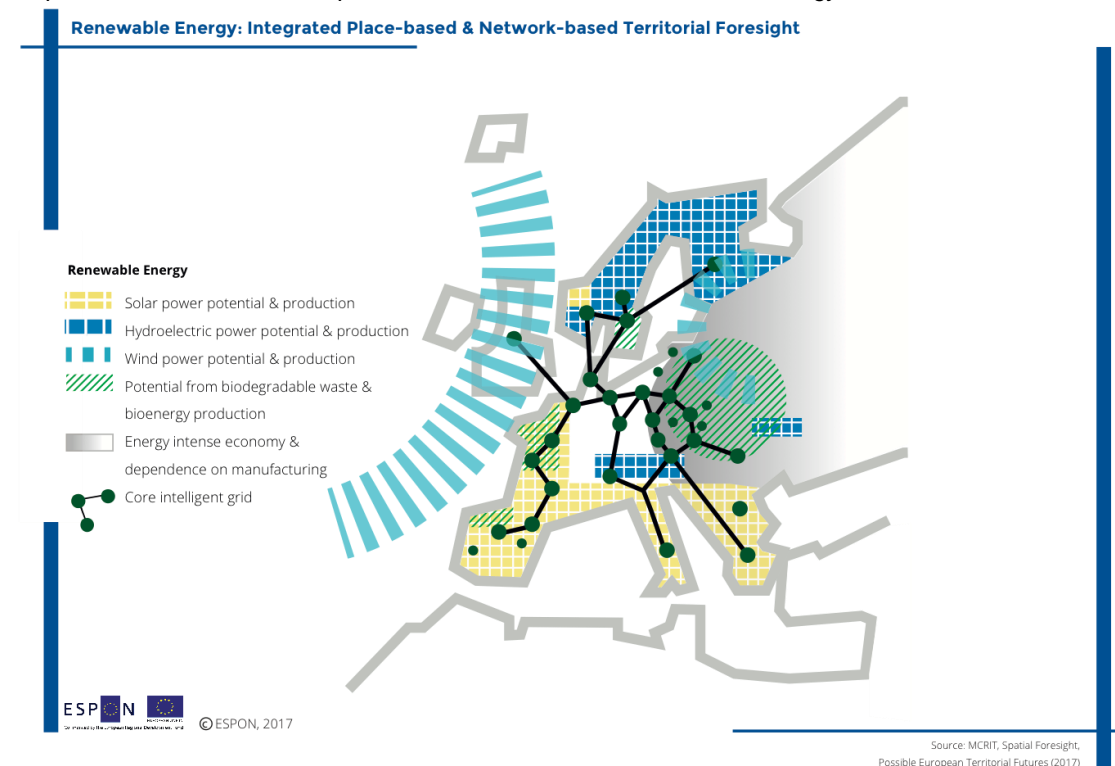 Renewable Energy: Integrated Place-based & Network-based Territorial Foresight
Renewable Energy
Solar power potential & production
Hydroelectric power potential & production
Wind power potential & production
Potential from biodegradable waste &
bioenergy production
Energy intense economy &
dependence on manufacturing
Core intelligent grid
ESPON
© ESPON, 2017
Source: MCRIT, Spatial Foresight,
Possible European Territorial Futures (2017)